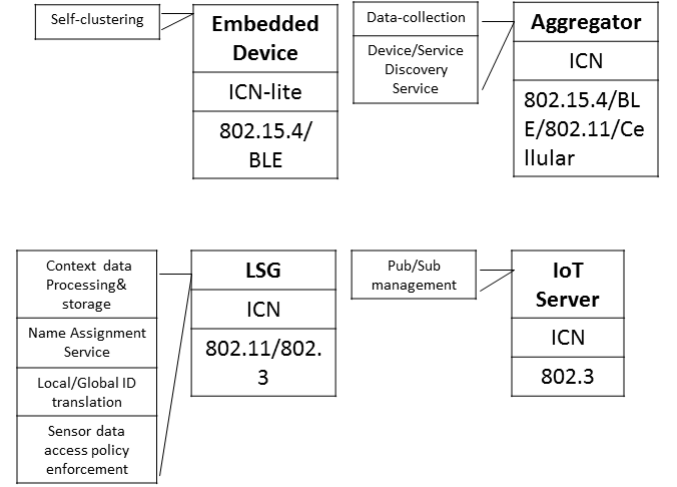 Self-clustering
Embedded
Device
ICN-lite
802.15.4/
BLE
Data-collection
Device/Service
Discovery
Service
Aggregator
ICN
802.15.4/BL
E/802.11/Ce
llular
Context data
Processing&
storage
Name Assignment
Service
Local/Global ID
translation
Sensor data
access policy
enforcement
LSG
ICN
802.11/802.
3
Pub/Sub
management
IoT
Server
ICN
802.3